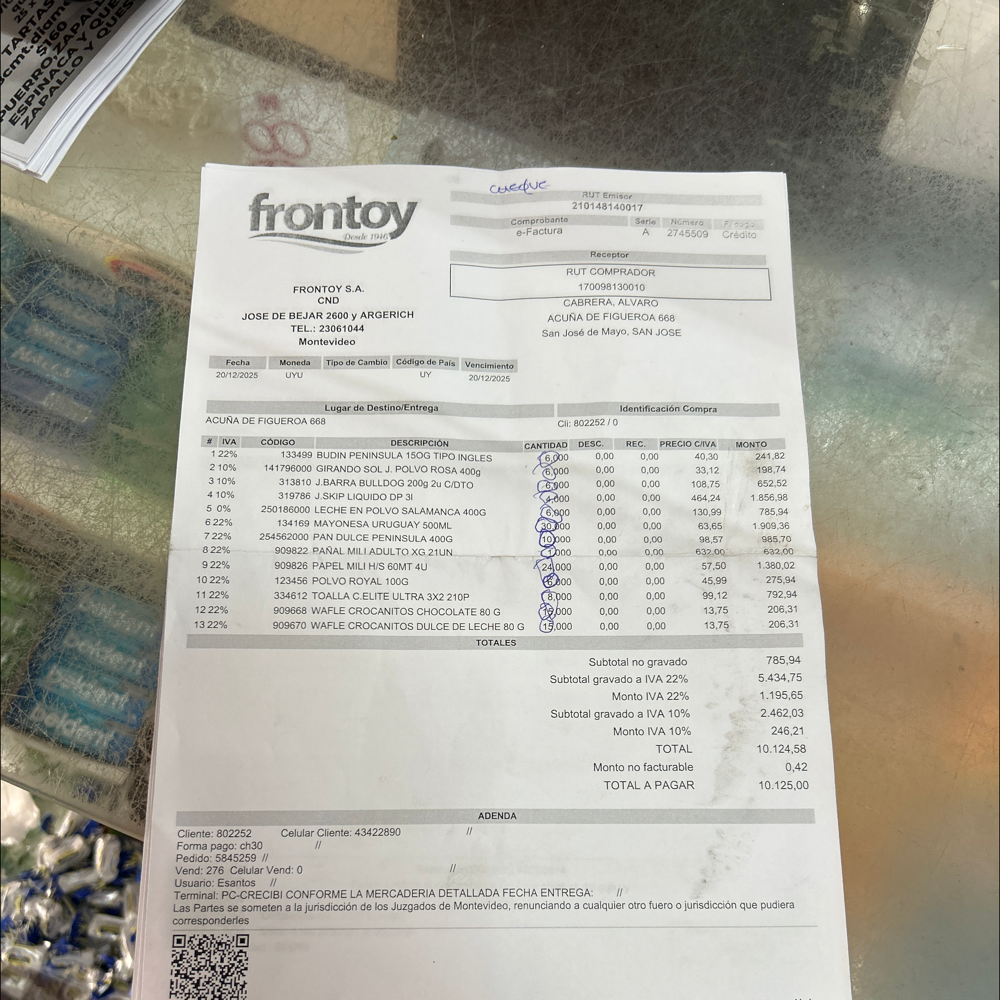 TARTAS
$160
PUERRO, ZAPALL
ESPINACA Y QUES
ZAPALLO Y QUES
CHEQUE
frontoy
Desde 1946
RUT Emisor
210148140017
Comprobante Serie Número
e-Factura A 2745509 Crédito
Receptor
RUT COMPRADOR
170098130010
CABRERA, ALVARO
ACUÑA DE FIGUEROA 668
San José de Mayo, SAN JOSE
FRONTOY S.A.
CND
JOSE DE BEJAR 2600 y ARGERICH
TEL.: 23061044
Montevideo
Fecha Moneda Tipo de Cambio Código de País Vencimiento
20/12/2025 UYU UY 20/12/2025
Lugar de Destino/Entrega Identificación Compra
ACUÑA DE FIGUEROA 668 Cli: 802252 / 0
# IVA CÓDIGO DESCRIPCIÓN CANTIDAD DESC. REC. PRECIO C/IVA MONTO
1 22% 133499 BUDIN PENINSULA 150G TIPO INGLES 6,000 0,00 0,00 40,30 241,82
2 10% 141796000 GIRANDO SOL J. POLVO ROSA 400g 6,000 0,00 0,00 33,12 198,74
3 10% 313810 J.BARRA BULLDOG 200g 2u C/DTO 6,000 0,00 0,00 108,75 652,52
4 10% 319786 J.SKIP LIQUIDO DP 3l 4,000 0,00 0,00 464,24 1.856,98
5 0% 250186000 LECHE EN POLVO SALAMANCA 400G 6,000 0,00 0,00 130,99 785,94
6 22% 134169 MAYONESA URUGUAY 500ML 30,000 0,00 0,00 63,65 1.909,36
7 22% 254562000 PAN DULCE PENINSULA 400G 10,000 0,00 0,00 98,57 985,70
8 22% 909822 PAÑAL MILI ADULTO XG 21UN 1,000 0,00 0,00 632,00 632,00
9 22% 909826 PAPEL MILI H/S 60MT 4U 24,000 0,00 0,00 57,50 1.380,02
10 22% 123456 POLVO ROYAL 100G 6,000 0,00 0,00 45,99 275,94
11 22% 334612 TOALLA C.ELITE ULTRA 3X2 210P 8,000 0,00 0,00 99,12 792,94
12 22% 909668 WAFLE CROCANITOS CHOCOLATE 80 G 15,000 0,00 0,00 13,75 206,31
13 22% 909670 WAFLE CROCANITOS DULCE DE LECHE 80 G 15,000 0,00 0,00 13,75 206,31
TOTALES
Subtotal no gravado 785,94
Subtotal gravado a IVA 22% 5.434,75
Monto IVA 22% 1.195,65
Subtotal gravado a IVA 10% 2.462,03
Monto IVA 10% 246,21
TOTAL 10.124,58
Monto no facturable 0,42
TOTAL A PAGAR 10.125,00
ADENDA
Cliente: 802252 Celular Cliente: 43422890 //
Forma pago: ch30 //
Pedido: 5845259 //
Vend: 276 Celular Vend: 0 //
Usuario: Esantos //
Terminal: PC-CRECIBI CONFORME LA MERCADERIA DETALLADA FECHA ENTREGA: //
Las Partes se someten a la jurisdicción de los Juzgados de Montevideo, renunciando a cualquier otro fuero o jurisdicción que pudiera
corresponderles